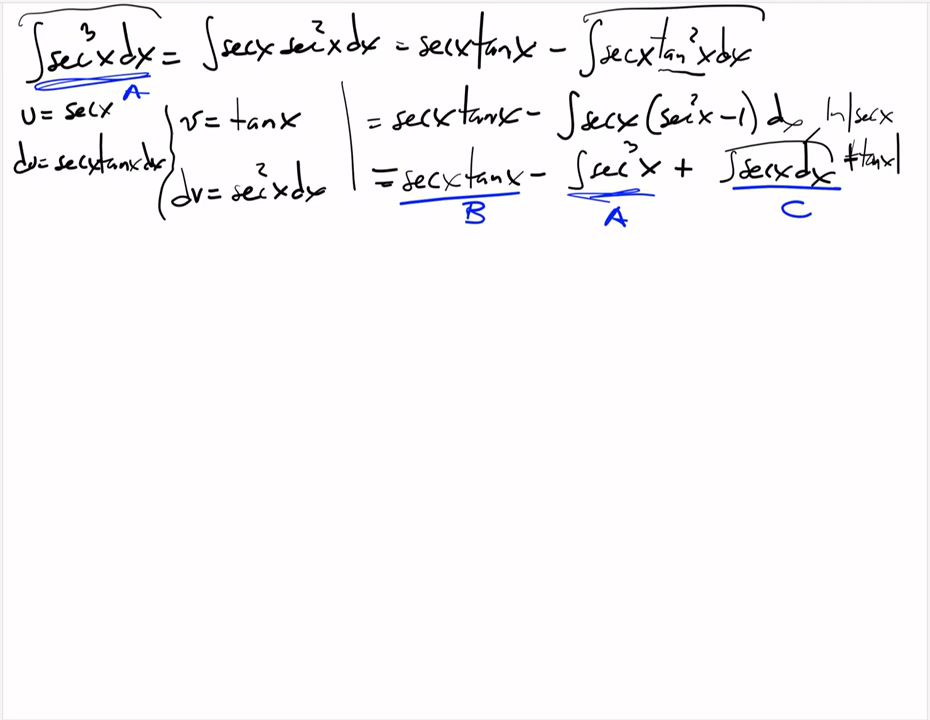 ∫sec³x dx = ∫secx sec²x dx = secx tanx − ∫secx tan²x dx
A
u = secx
v = tanx
= secx tanx − ∫secx (sec²x − 1) dx
ln|secx + tanx|
du = secx tanx dx
dv = sec²x dx
= secx tanx − ∫sec³x + ∫secx dx
B A C